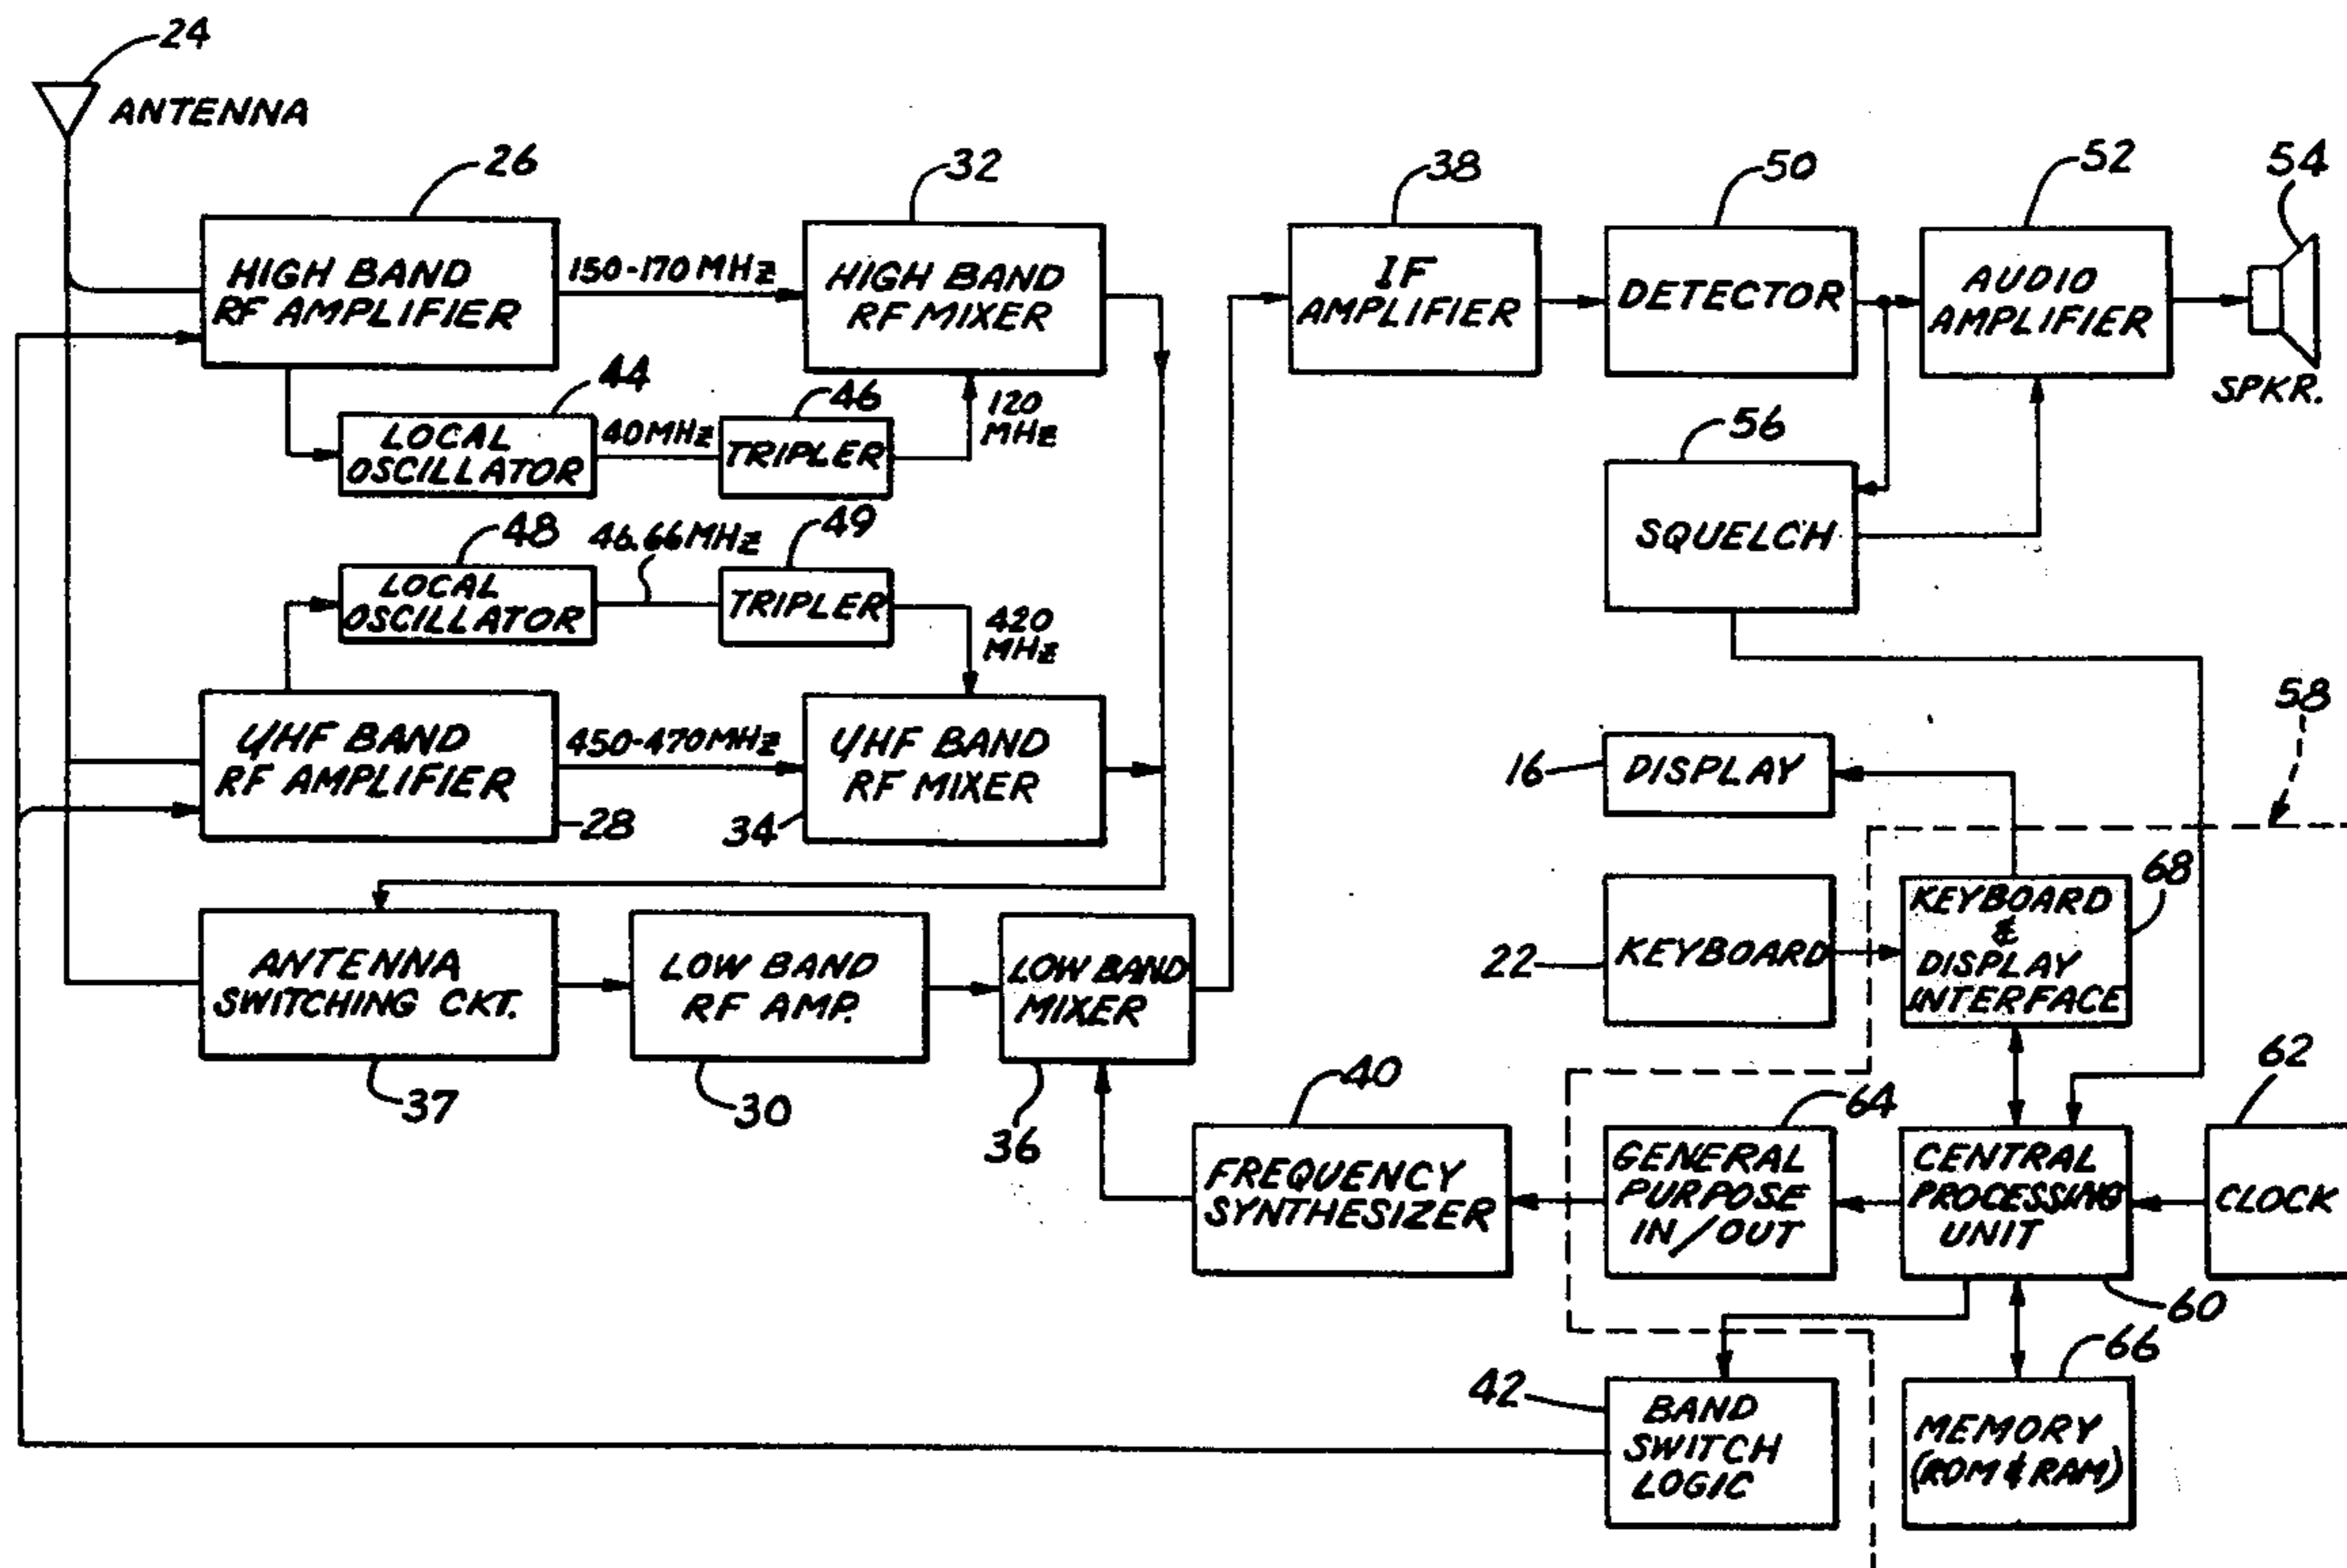 24
ANTENNA
26
32
38
50
52
54
HIGH BAND
RF AMPLIFIER
150-170 MHz
HIGH BAND
RF MIXER
IF
AMPLIFIER
DETECTOR
AUDIO
AMPLIFIER
SPKR.
44
46
LOCAL
OSCILLATOR
40MHz
TRIPLER
120
MHz
56
SQUELCH
48
46.66MHz
49
LOCAL
OSCILLATOR
TRIPLER
420
MHz
UHF BAND
RF AMPLIFIER
28
450-470MHz
UHF BAND
RF MIXER
34
58
16
DISPLAY
68
KEYBOARD
&
DISPLAY
INTERFACE
22
KEYBOARD
ANTENNA
SWITCHING CKT.
37
LOW BAND
RF AMP.
30
LOW BAND
MIXER
36
40
FREQUENCY
SYNTHESIZER
64
GENERAL
PURPOSE
IN/OUT
CENTRAL
PROCESSING
UNIT
60
62
CLOCK
42
BAND
SWITCH
LOGIC
66
MEMORY
(ROM & RAM)